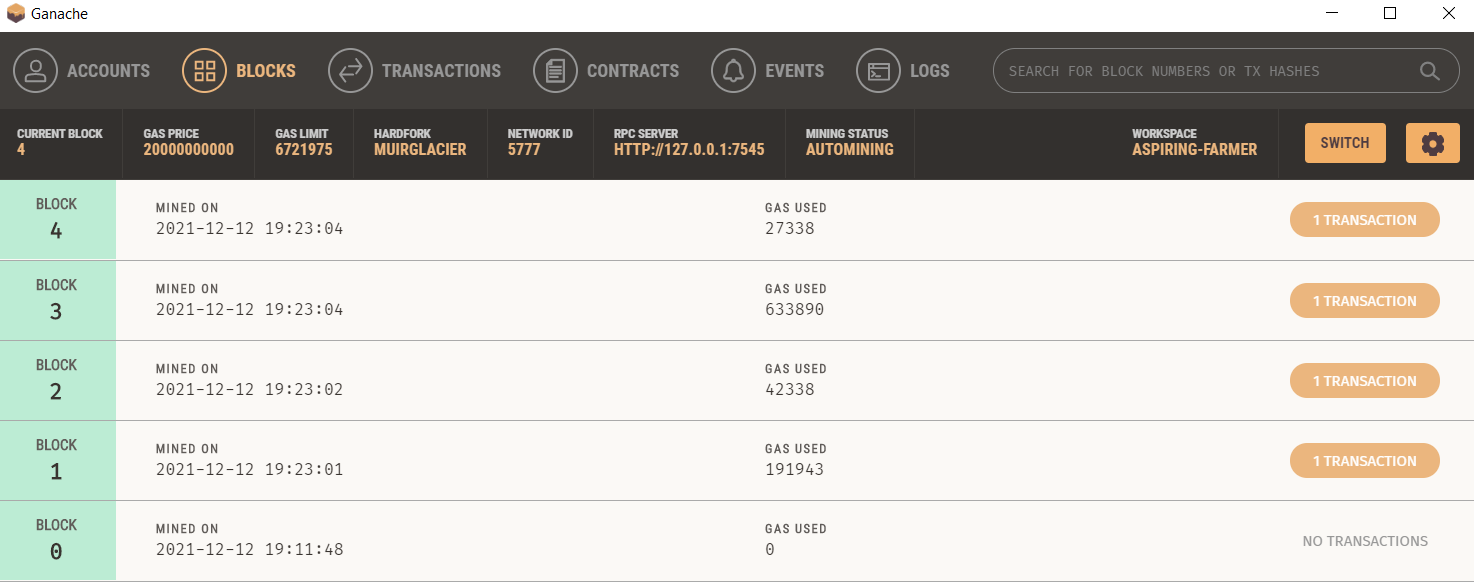 Ganache
ACCOUNTS BLOCKS TRANSACTIONS CONTRACTS EVENTS LOGS SEARCH FOR BLOCK NUMBERS OR TX HASHES
CURRENT BLOCK GAS PRICE GAS LIMIT HARDFORK NETWORK ID RPC SERVER MINING STATUS WORKSPACE
4 20000000000 6721975 MUIRGLACIER 5777 HTTP://127.0.0.1:7545 AUTOMINING ASPIRING-FARMER SWITCH
BLOCK MINED ON GAS USED
4 2021-12-12 19:23:04 27338 1 TRANSACTION
BLOCK MINED ON GAS USED
3 2021-12-12 19:23:04 633890 1 TRANSACTION
BLOCK MINED ON GAS USED
2 2021-12-12 19:23:02 42338 1 TRANSACTION
BLOCK MINED ON GAS USED
1 2021-12-12 19:23:01 191943 1 TRANSACTION
BLOCK MINED ON GAS USED
0 2021-12-12 19:11:48 0 NO TRANSACTIONS